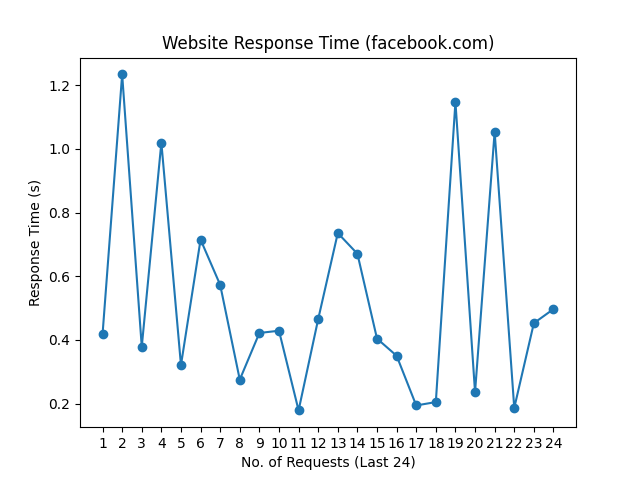 Website Response Time (facebook.com)
1.2
1.0
0.8
0.6
0.4
0.2
Response Time (s)
1 2 3 4 5 6 7 8 9 10 11 12 13 14 15 16 17 18 19 20 21 22 23 24
No. of Requests (Last 24)